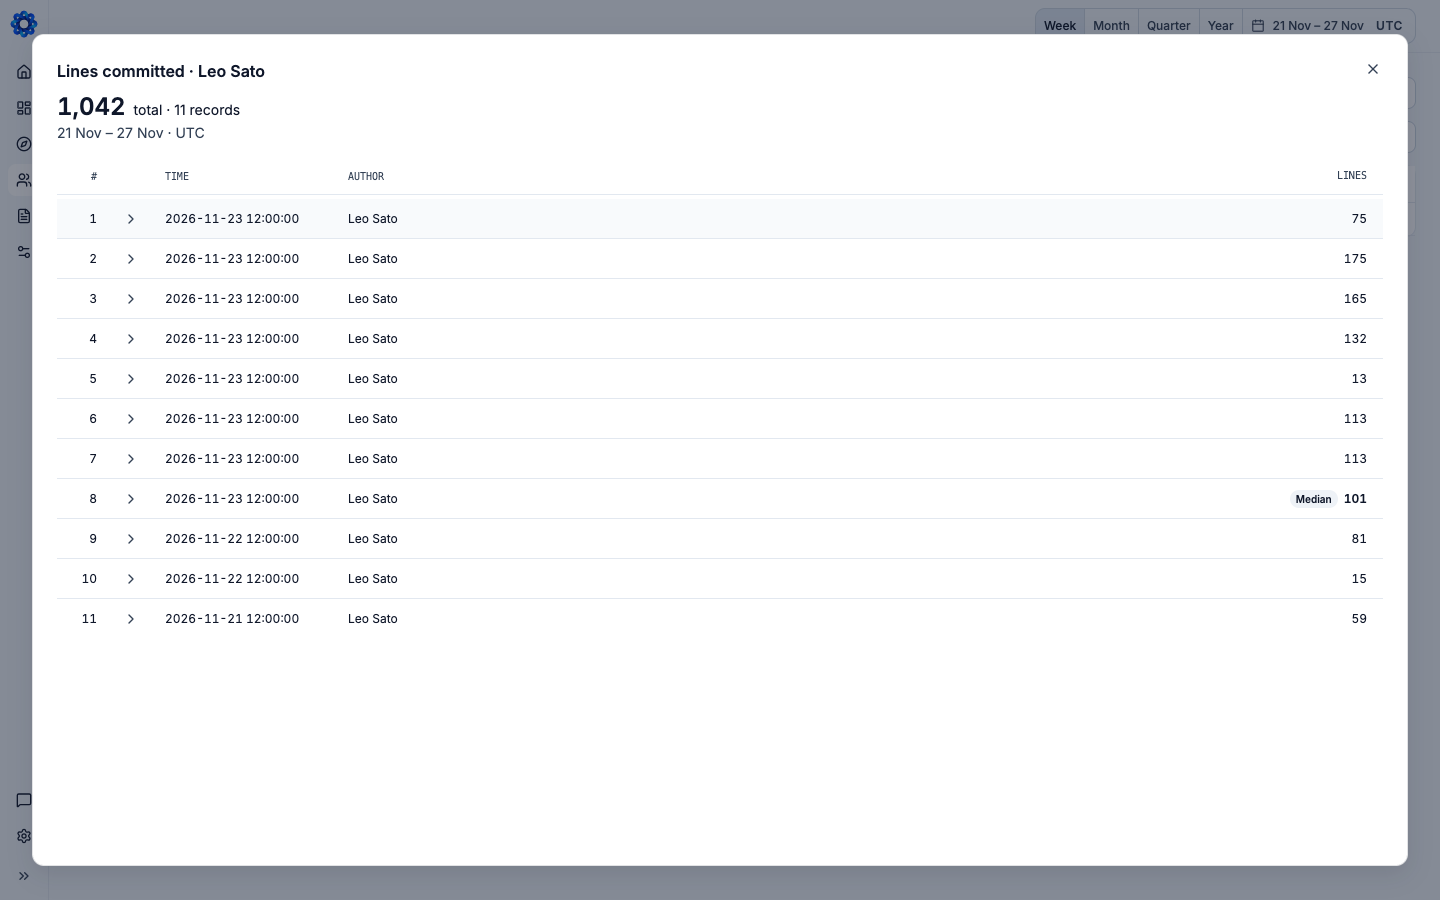 Week Month Quarter Year 21 Nov – 27 Nov UTC
Lines committed · Leo Sato
1,042 total · 11 records
21 Nov – 27 Nov · UTC
# TIME AUTHOR LINES
1 2026-11-23 12:00:00 Leo Sato 75
2 2026-11-23 12:00:00 Leo Sato 175
3 2026-11-23 12:00:00 Leo Sato 165
4 2026-11-23 12:00:00 Leo Sato 132
5 2026-11-23 12:00:00 Leo Sato 13
6 2026-11-23 12:00:00 Leo Sato 113
7 2026-11-23 12:00:00 Leo Sato 113
8 2026-11-23 12:00:00 Leo Sato Median 101
9 2026-11-22 12:00:00 Leo Sato 81
10 2026-11-22 12:00:00 Leo Sato 15
11 2026-11-21 12:00:00 Leo Sato 59